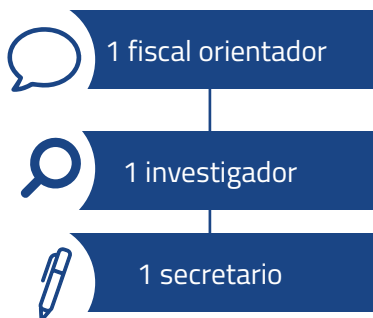 1 fiscal orientador
1 investigador
1 secretario